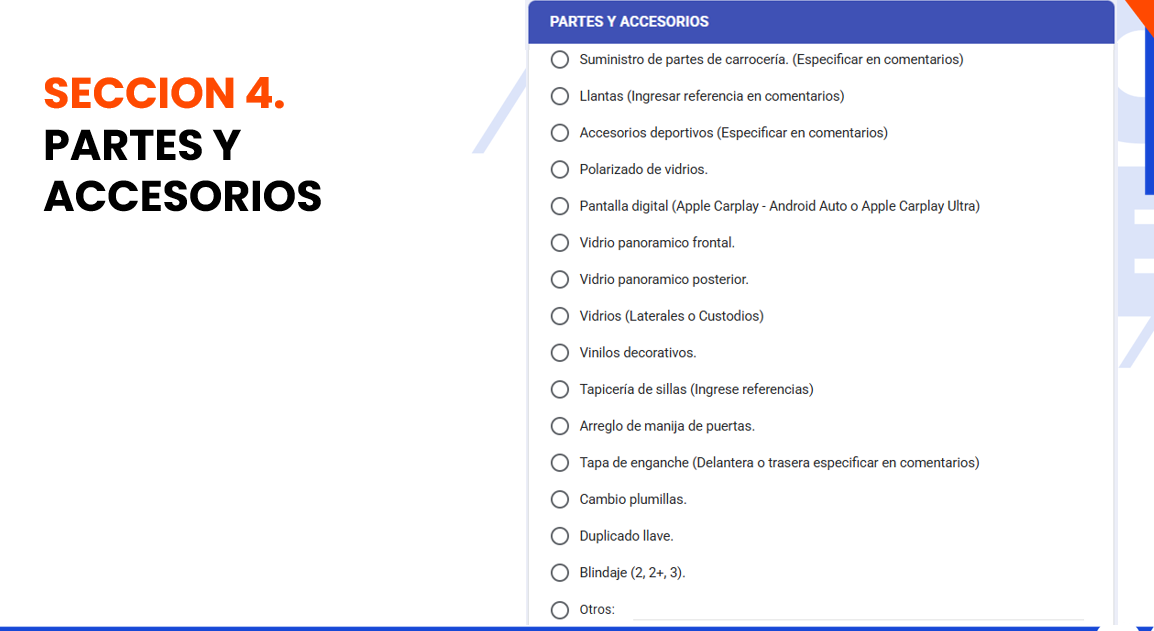 SECCION 4.
PARTES Y
ACCESORIOS
PARTES Y ACCESORIOS
Suministro de partes de carrocería. (Especificar en comentarios)
Llantas (Ingresar referencia en comentarios)
Accesorios deportivos (Especificar en comentarios)
Polarizado de vidrios.
Pantalla digital (Apple Carplay - Android Auto o Apple Carplay Ultra)
Vidrio panoramico frontal.
Vidrio panoramico posterior.
Vidrios (Laterales o Custodios)
Vinilos decorativos.
Tapicería de sillas (Ingrese referencias)
Arreglo de manija de puertas.
Tapa de enganche (Delantera o trasera especificar en comentarios)
Cambio plumillas.
Duplicado llave.
Blindaje (2, 2+, 3).
Otros: